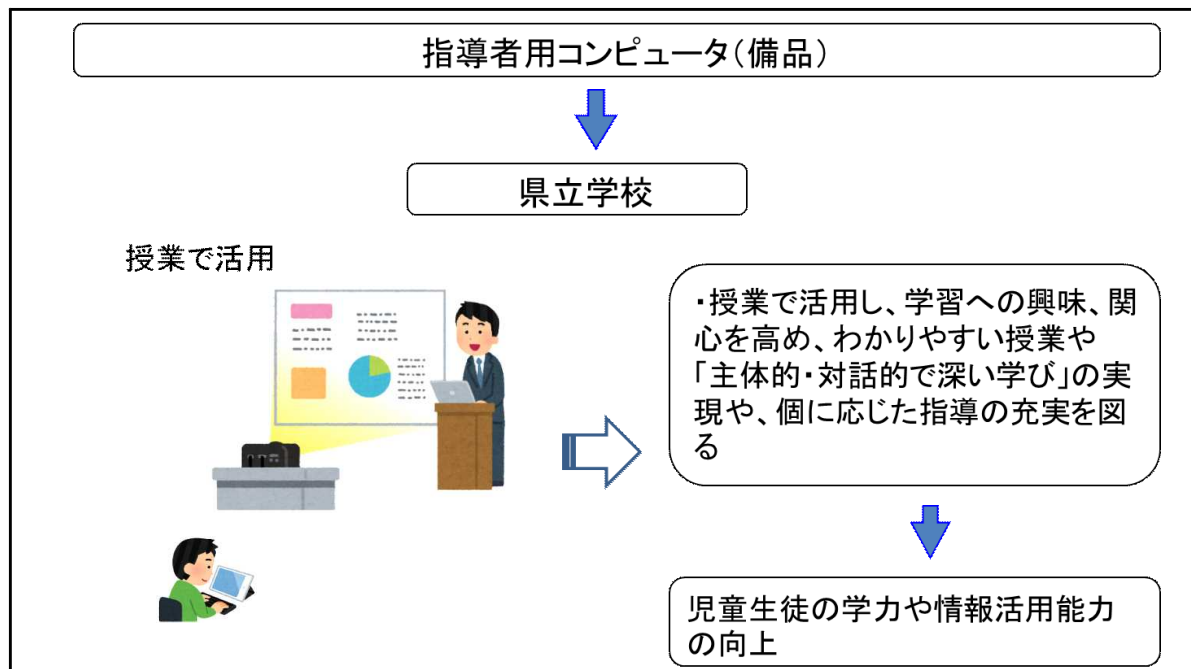 指導者用コンピュータ(備品)
県立学校
授業で活用
・授業で活用し、学習への興味、関
心を高め、わかりやすい授業や
「主体的・対話的で深い学び」の実
現や、個に応じた指導の充実を図
る
児童生徒の学力や情報活用能力
の向上